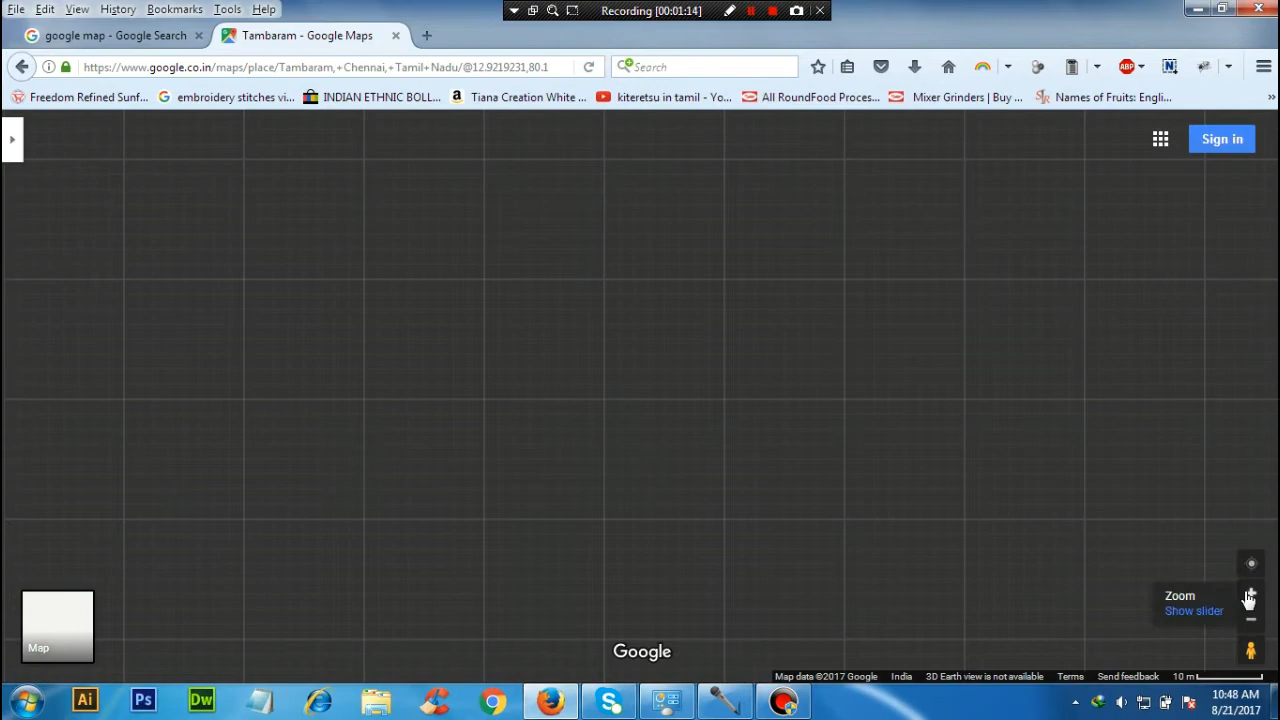 File Edit View History Bookmarks Tools Help
Recording [00:01:14]
google map - Google Search
Tambaram - Google Maps
https://www.google.co.in/maps/place/Tambaram,+Chennai,+Tamil+Nadu/@12.9219231,80.1
Search
ABP
Freedom Refined Sunf... embroidery stitches vi... INDIAN ETHNIC BOLL... Tiana Creation White ... kiteretsu in tamil - Yo... All RoundFood Proces... Mixer Grinders | Buy ... Names of Fruits: Engli...
Sign in
Zoom
Show slider
Map
Google
Map data ©2017 Google India 3D Earth view is not available Terms Send feedback 10 m
Ai Ps Dw
10:48 AM
8/21/2017